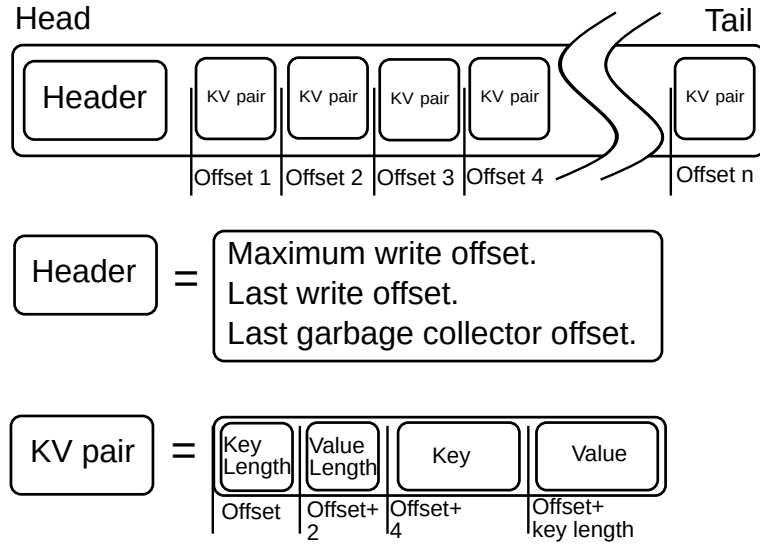 Head Tail
Header KV pair KV pair KV pair KV pair KV pair
Offset 1 Offset 2 Offset 3 Offset 4 Offset n
Header = Maximum write offset.
Last write offset.
Last garbage collector offset.
KV pair = Key Length Value Length Key Value
Offset Offset+ 2 Offset+ 4 Offset+ key length